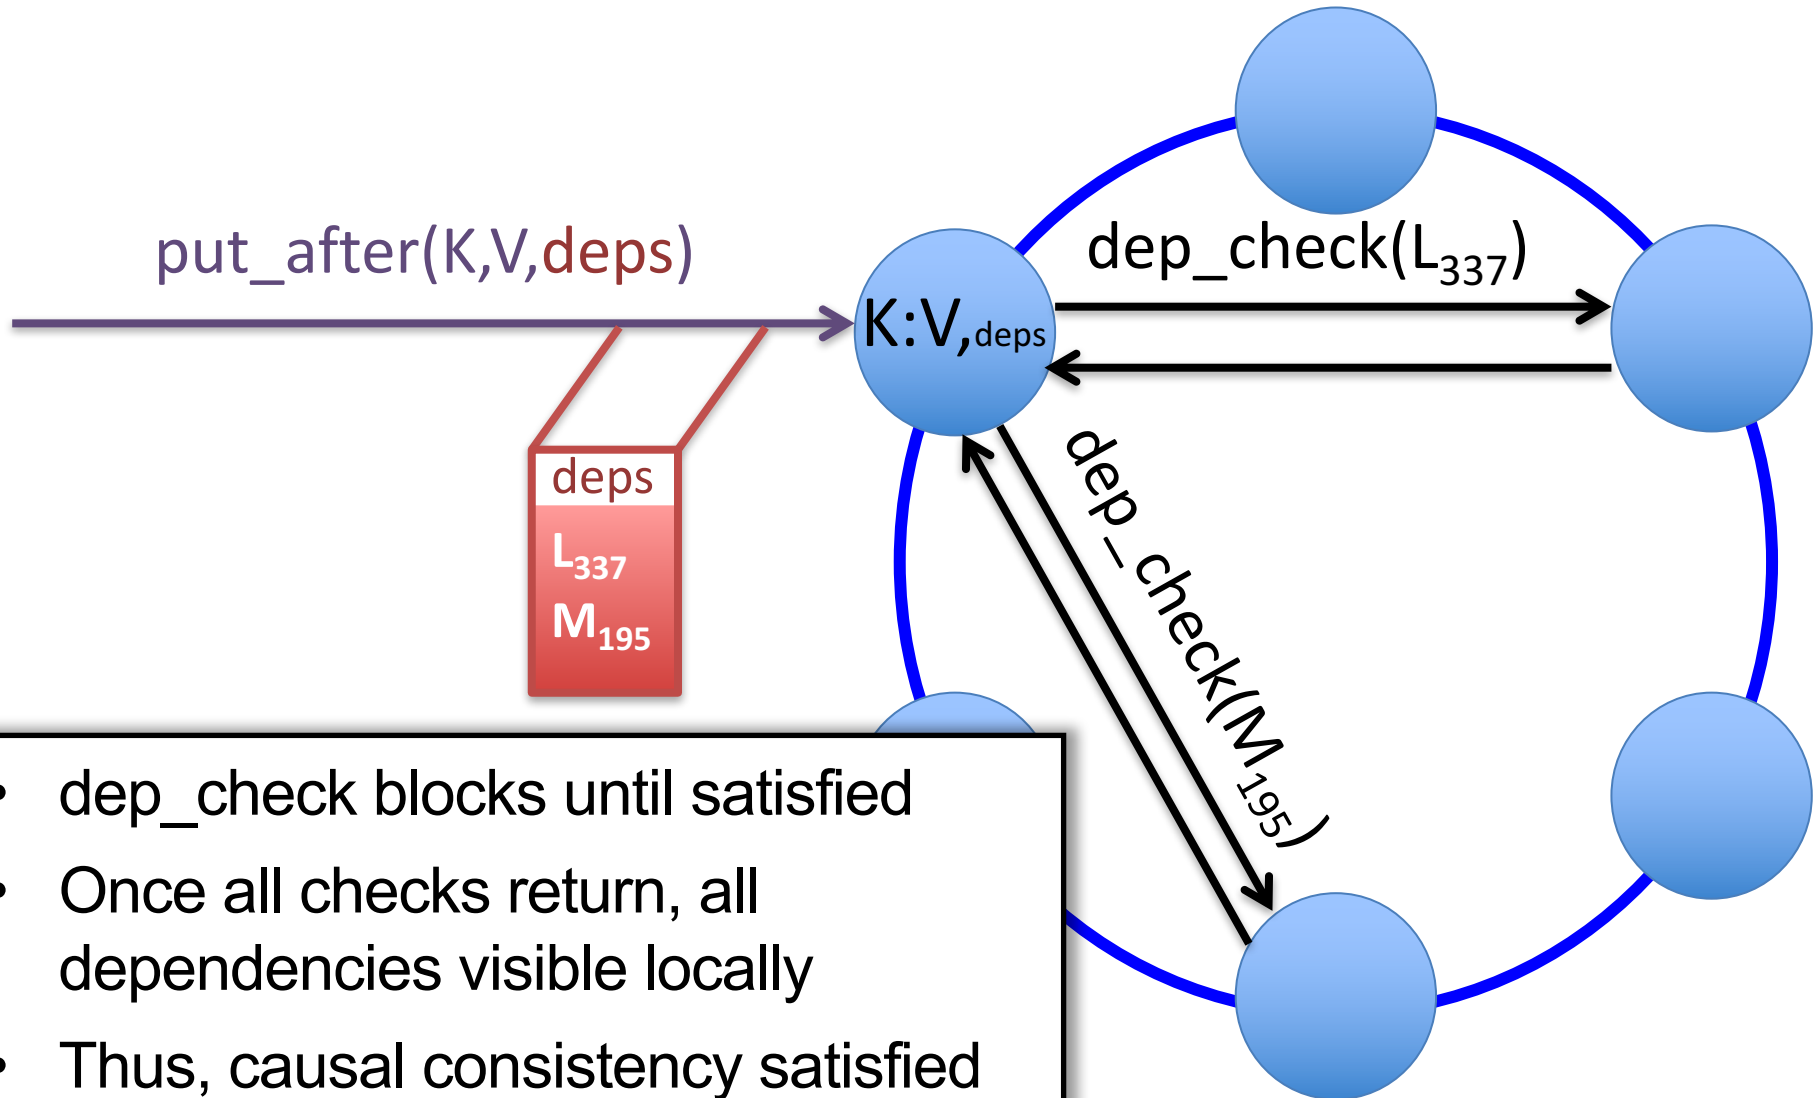 put_after(K,V,deps)
dep_check(L₃₃₇)
K:V,deps
deps
L₃₃₇
M₁₉₅
dep_check(M₁₉₅)
• dep_check blocks until satisfied
• Once all checks return, all
dependencies visible locally
• Thus, causal consistency satisfied